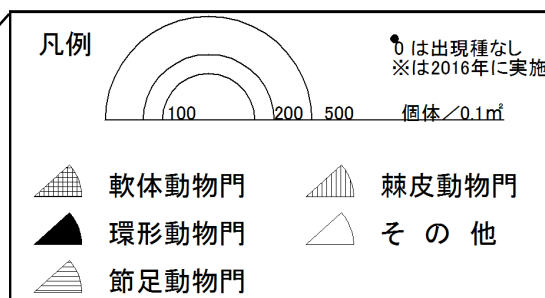 凡例
0 は出現種なし
※は2016年に実施
100 200 500 個体／0.1㎡
軟体動物門 棘皮動物門
環形動物門 そ の 他
節足動物門